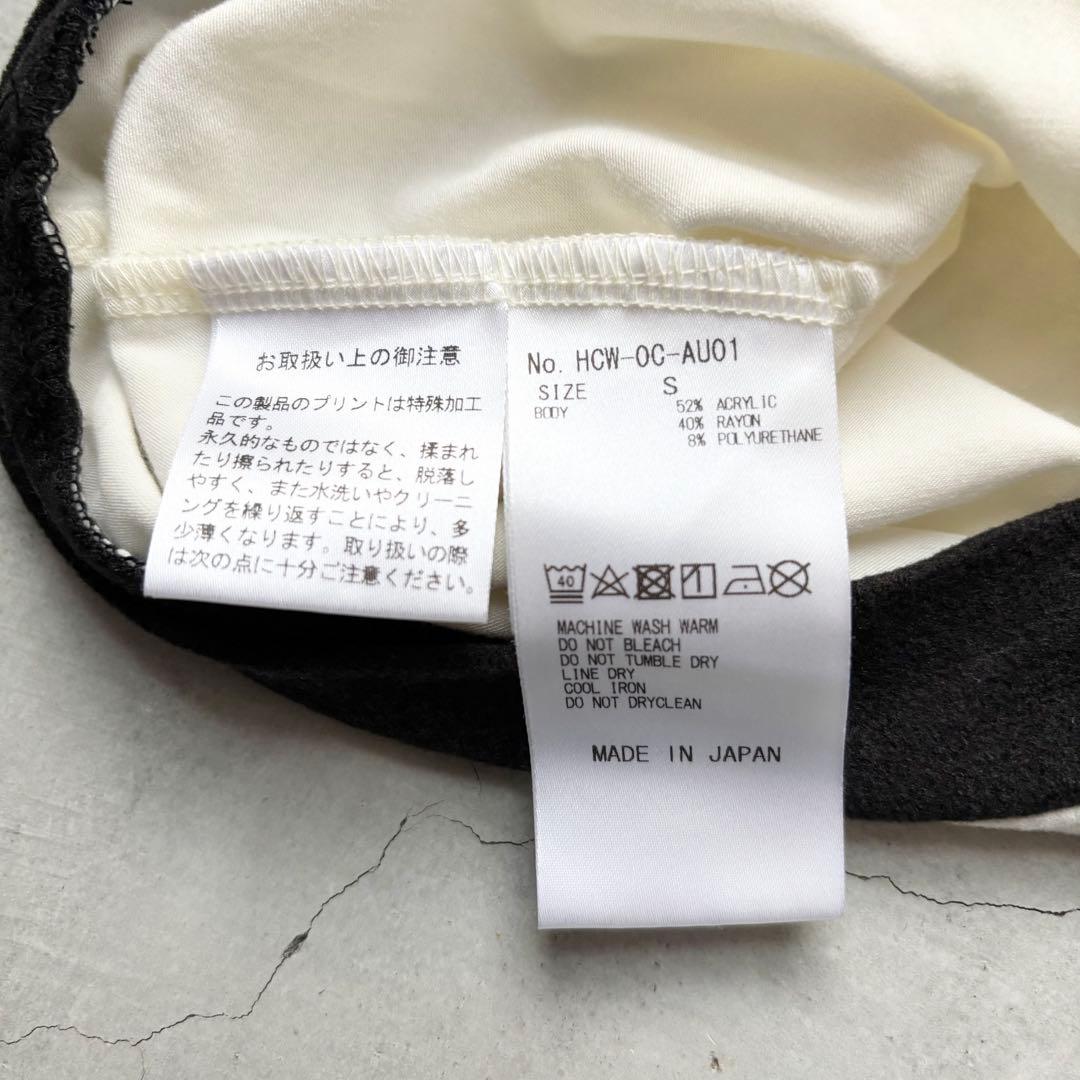 お取扱い上の御注意
この製品のプリントは特殊加工
品です。
永久的なものではなく、揉まれ
たり擦られたりすると、脱落し
やすく、また水洗いやクリーニ
ングを繰り返すことにより、多
少薄くなります。取り扱いの際
は次の点に十分ご注意ください。
No. HCW-OC-AU01
SIZE S
BODY 52% ACRYLIC
40% RAYON
8% POLYURETHANE
40
MACHINE WASH WARM
DO NOT BLEACH
DO NOT TUMBLE DRY
LINE DRY
COOL IRON
DO NOT DRYCLEAN
MADE IN JAPAN